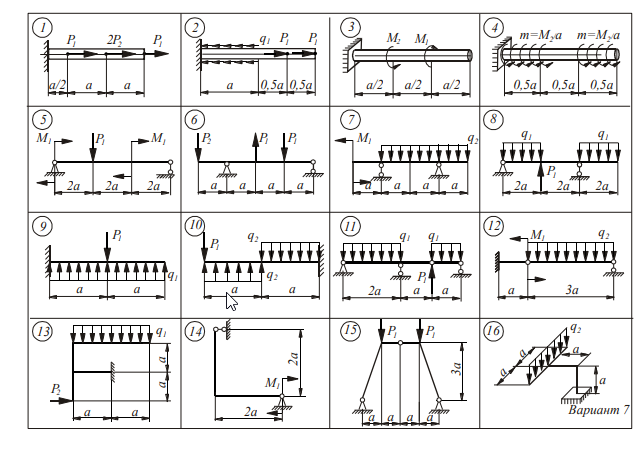 1 P₁ 2P₂ P₁
a/2 a a
2 q₁ P₁ P₁
a 0,5a 0,5a
3 M₂ M₁
a/2 a/2 a/2
4 m=M₂/a m=M₂/a
0,5a 0,5a 0,5a
5 M₁ P₁ M₁
2a 2a 2a
6 P₂ P₁ P₁
a a a a
7 M₁ q₂
a a a a
8 q₁ q₁
P₁
2a 2a 2a
9 P₁
q₁
a a
10 P₁ q₂
q₂
a a
11 q₁ q₁
P₁
2a a a
12 M₁ q₂
a 3a
13 q₁
a
a
P₂
a a
14
2a
M₁
2a
15 P₁ P₁
3a
a a a a
16 q₂
a a
a
a
Вариант 7